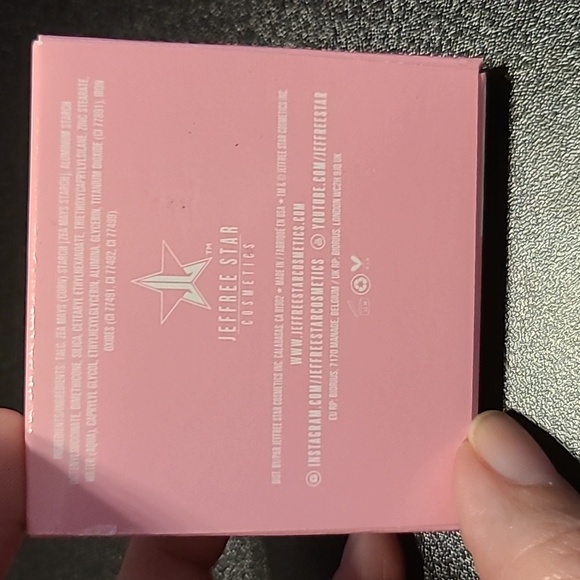 INGREDIENTS/INGRÉDIENTS: TALC, ZEA MAYS (CORN) STARCH [ZEA MAYS STARCH], ALUMINUM STARCH
OCTENYLSUCCINATE, DIMETHICONE, SILICA, CETEARYL ETHYLHEXANOATE, TRIETHOXYCAPRYLYLSILANE, ZINC STEARATE,
WATER (AQUA), CAPRYLYL GLYCOL, ETHYLHEXYLGLYCERIN, ALUMINA, GLYCERIN, TITANIUM DIOXIDE (CI 77891), IRON
OXIDES (CI 77491, CI 77492, CI 77499).
JEFFREE STAR™
COSMETICS
DIST. BY/PAR JEFFREE STAR COSMETICS INC. CALABASAS, CA 91302 • MADE IN / FABRIQUÉ EN USA • TM & © JEFFREE STAR COSMETICS INC
WWW.JEFFREESTARCOSMETICS.COM
INSTAGRAM.COM/JEFFREESTARCOSMETICS YOUTUBE.COM/JEFFREESTAR
EU RP: BIORIUS, 7170 MANAGE, BELGIUM / UK RP: BIORIUS, LONDON WC2H 9JQ UK